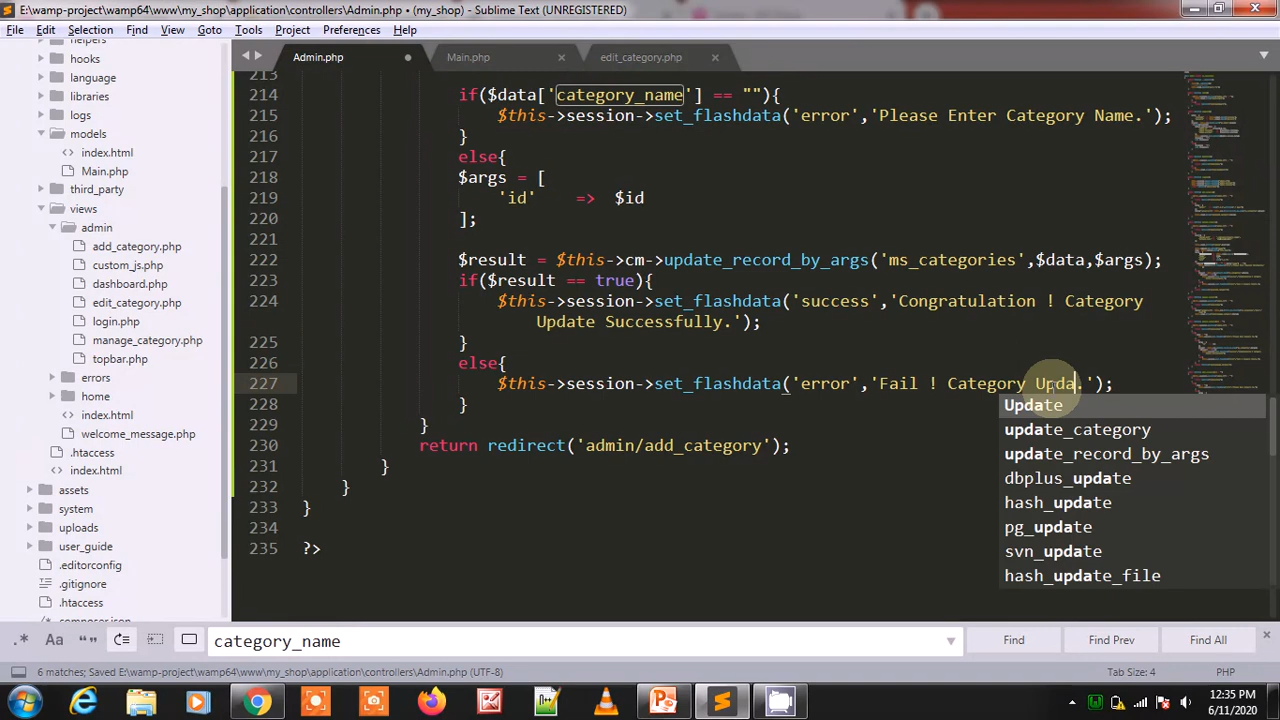 E:\wamp-project\wamp64\www\my_shop\application\controllers\Admin.php • (my_shop) - Sublime Text (UNREGISTERED)
File Edit Selection Find View Goto Tools Project Preferences Help
Admin.php Main.php edit_category.php
helpers
hooks
language
libraries
logs
models
index.html
Main.php
third_party
views
admin
add_category.php
custom_js.php
dashboard.php
edit_category.php
login.php
manage_category.php
topbar.php
errors
home
index.html
welcome_message.php
.htaccess
index.html
assets
system
uploads
user_guide
.editorconfig
.gitignore
.htaccess
composer.json
213
214 if($data['category_name'] == ""){
215 $this->session->set_flashdata('error','Please Enter Category Name.');
216 }
217 else{
218 $args = [
219 'id' => $id
220 ];
221
222 $result = $this->cm->update_record_by_args('ms_categories',$data,$args);
223 if($result == true){
224 $this->session->set_flashdata('success','Congratulation ! Category
Update Successfully.');
225 }
226 else{
227 $this->session->set_flashdata('error','Fail ! Category Upda.');
228 }
229 }
230 return redirect('admin/add_category');
231 }
232 }
233 }
234
235 ?>
Update
update_category
update_record_by_args
dbplus_update
hash_update
pg_update
svn_update
hash_update_file
.* Aa “” category_name Find Find Prev Find All
6 matches; Saved E:\wamp-project\wamp64\www\my_shop\application\controllers\Admin.php (UTF-8) Tab Size: 4 PHP
12:35 PM
6/11/2020